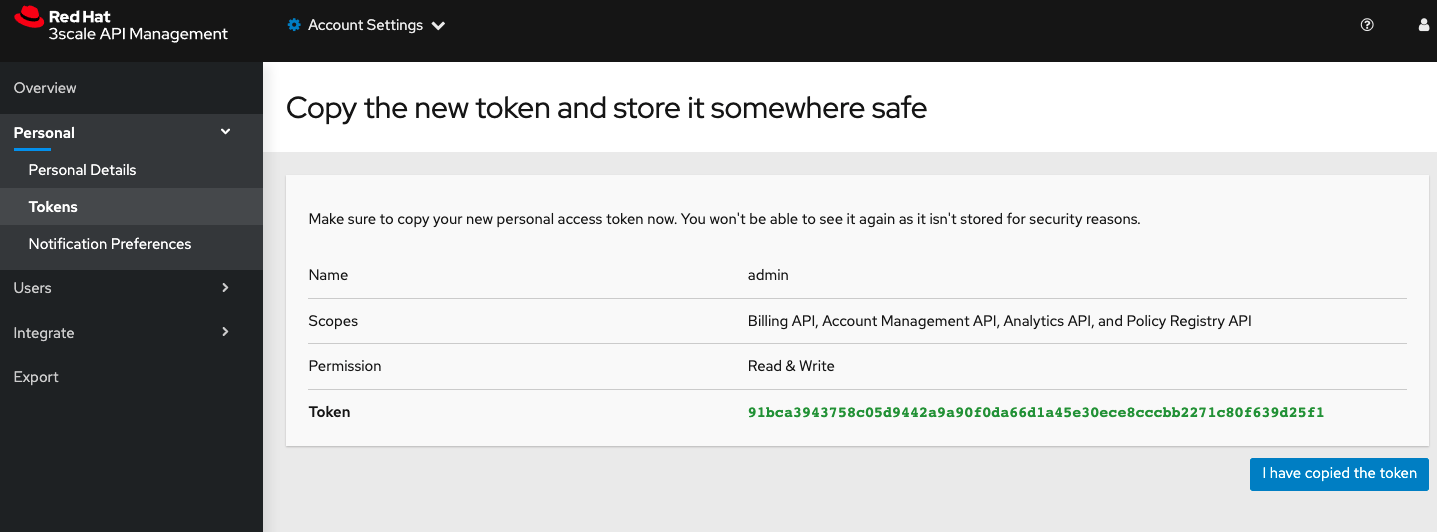 Red Hat
3scale API Management
Account Settings
Overview
Personal
Personal Details
Tokens
Notification Preferences
Users
Integrate
Export
Copy the new token and store it somewhere safe
Make sure to copy your new personal access token now. You won't be able to see it again as it isn't stored for security reasons.
Name admin
Scopes Billing API, Account Management API, Analytics API, and Policy Registry API
Permission Read & Write
Token 91bca3943758c05d9442a9a90f0da66d1a45e30ece8cccbb2271c80f639d25f1
I have copied the token